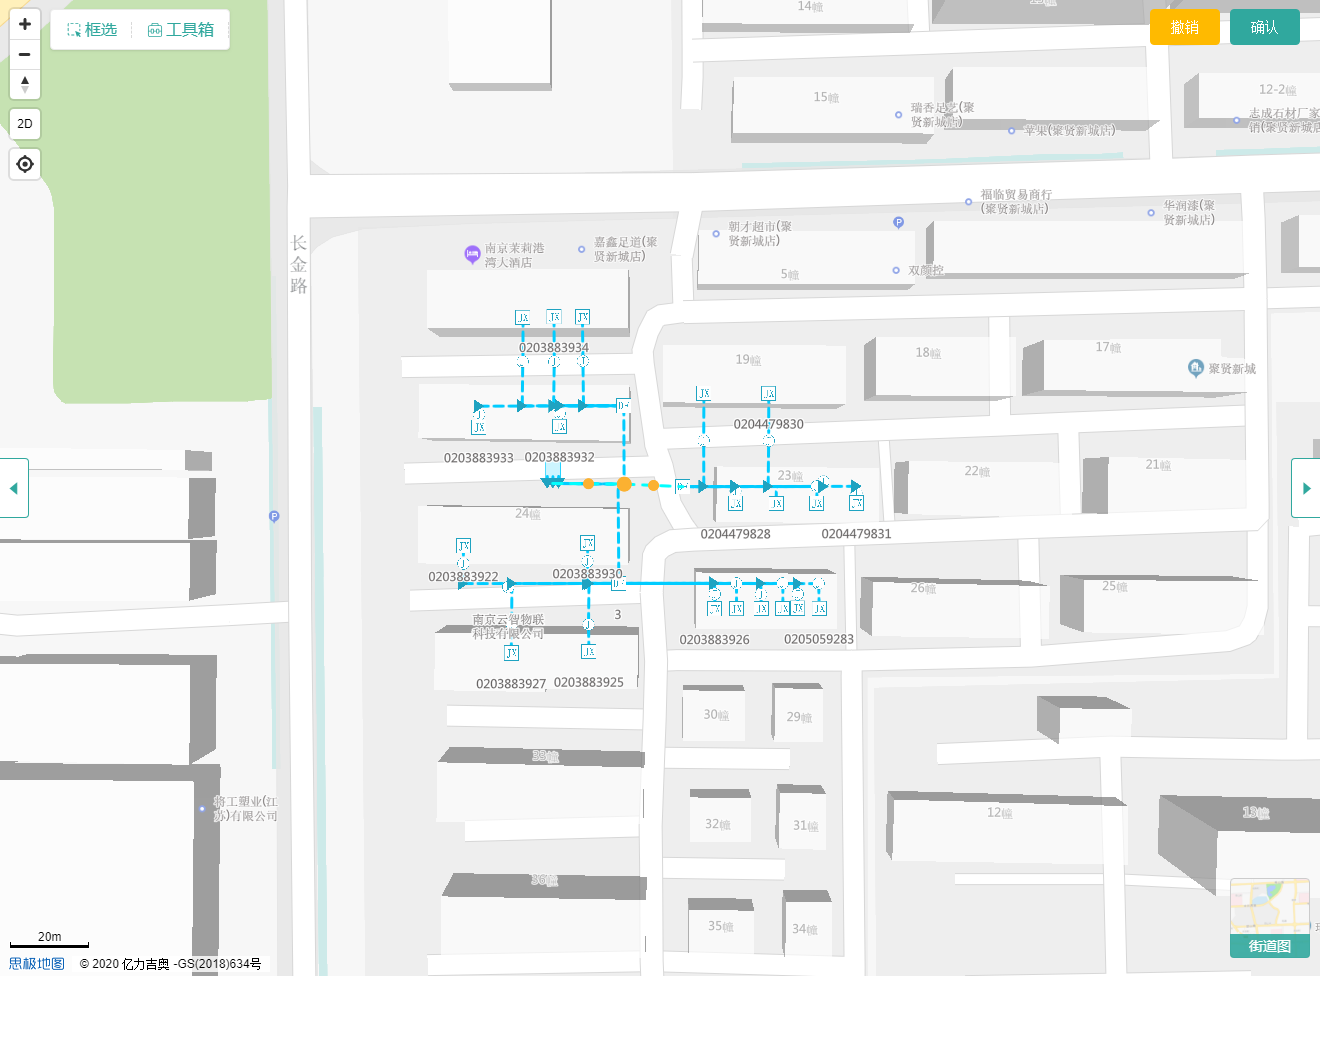 框选
工具箱
撤销
确认
2D
14幢
15幢
瑞香足艺(聚
贤新城店)
苹果(聚贤新城店)
12-2幢
志成石材厂家
销(聚贤新城店
福临贸易商行
(聚贤新城店)
华润漆(聚
贤新城店)
朝才超市(聚
贤新城店)
P
长金路
南京茉莉港
湾大酒店
嘉鑫足道(聚
贤新城店)
5幢
双颜控
JX
JX
JX
0203883934
19幢
18幢
17幢
聚贤新城
JX
JX
JX
JX
0204479830
0203883933
0203883932
23幢
22幢
21幢
P
24幢
JX
JX
JX
JX
0204479828
0204479831
JX
JX
0203883922
0203883930
26幢
25幢
3
南京云智物联
科技有限公司
JX
JX
JX
JX
JX
JX
0203883926
0205059283
JX
JX
0203883927,
0203883925
30幢
29幢
33幢
将工塑业(江
苏)有限公司
32幢
31幢
12幢
13幢
36幢
35幢
34幢
20m
街道图
思极地图
© 2020 亿力吉奥 -GS(2018)634号